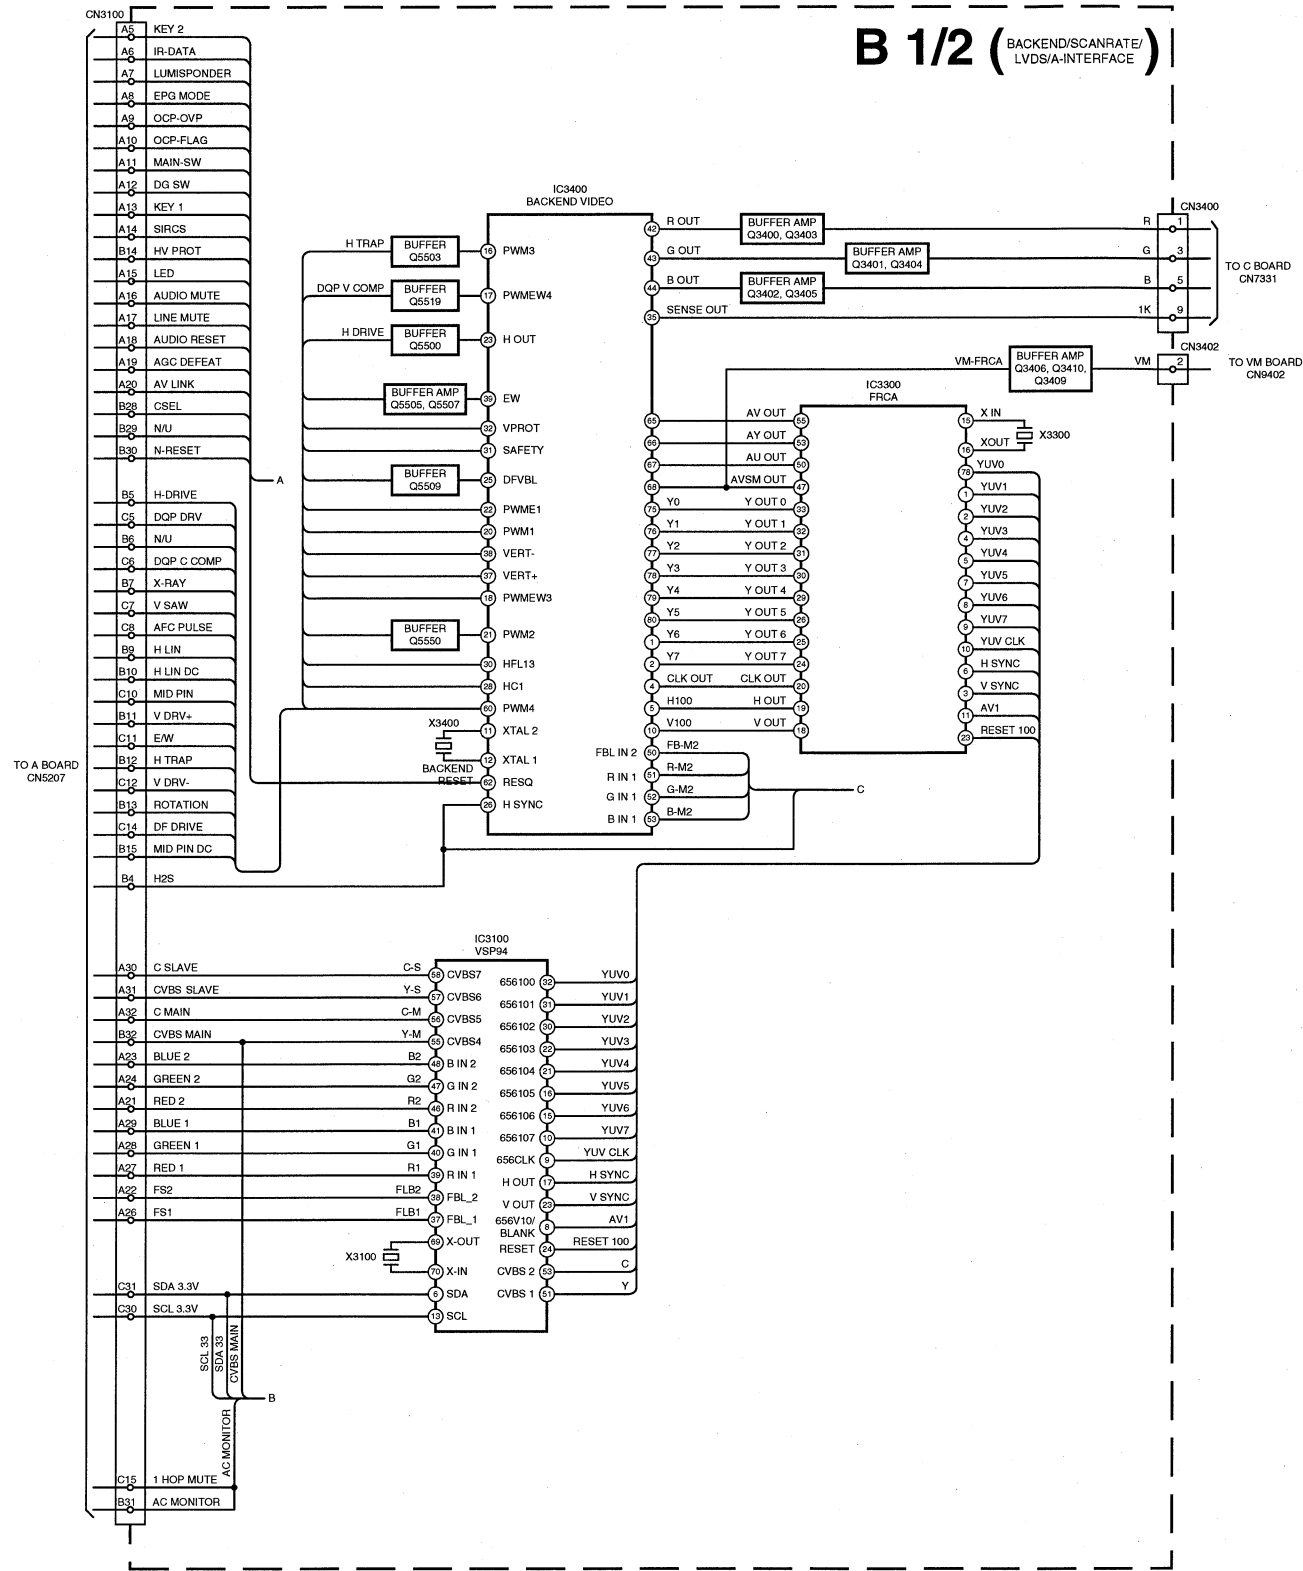 CN3100
B 1/2 ( BACKEND/SCANRATE/
LVDS/A-INTERFACE )
A5 KEY 2
A6 IR-DATA
A7 LUMISPONDER
A8 EPG MODE
A9 OCP-OVP
A10 OCP-FLAG
A11 MAIN-SW
A12 DG SW
A13 KEY 1
A14 SIRCS
B14 HV PROT
A15 LED
A16 AUDIO MUTE
A17 LINE MUTE
A18 AUDIO RESET
A19 AGC DEFEAT
A20 AV LINK
B28 CSEL
B29 N/U
B30 N-RESET
A
B5 H-DRIVE
C5 DQP DRV
B6 N/U
C6 DQP C COMP
B7 X-RAY
C7 V SAW
C8 AFC PULSE
B9 H LIN
B10 H LIN DC
C10 MID PIN
B11 V DRV+
C11 E/W
B12 H TRAP
C12 V DRV-
B13 ROTATION
C14 DF DRIVE
B15 MID PIN DC
B4 H2S
TO A BOARD
CN5207
IC3400
BACKEND VIDEO
H TRAP
BUFFER
Q5503
16 PWM3
DQP V COMP
BUFFER
Q5519
17 PWMEW4
H DRIVE
BUFFER
Q5500
23 H OUT
BUFFER AMP
Q5505, Q5507
39 EW
32 VPROT
31 SAFETY
BUFFER
Q5509
25 DFVBL
22 PWME1
20 PWM1
38 VERT-
37 VERT+
18 PWMEW3
BUFFER
Q5550
21 PWM2
30 HFL13
28 HC1
60 PWM4
X3400
11 XTAL 2
12 XTAL 1
BACKEND
RESET
62 RESQ
26 H SYNC
42 R OUT
BUFFER AMP
Q3400, Q3403
R 1
43 G OUT
BUFFER AMP
Q3401, Q3404
G 3
44 B OUT
BUFFER AMP
Q3402, Q3405
B 5
35 SENSE OUT
1K 9
CN3400
TO C BOARD
CN7331
VM-FRCA
BUFFER AMP
Q3406, Q3410,
Q3409
VM 2
CN3402
TO VM BOARD
CN9402
IC3300
FRCA
65 AV OUT 55
66 AY OUT 53
67 AU OUT 50
68 AVSM OUT 47
75 Y0 Y OUT 0 33
76 Y1 Y OUT 1 32
77 Y2 Y OUT 2 31
78 Y3 Y OUT 3 30
79 Y4 Y OUT 4 29
80 Y5 Y OUT 5 26
1 Y6 Y OUT 6 25
2 Y7 Y OUT 7 24
4 CLK OUT CLK OUT 20
5 H100 H OUT 19
10 V100 V OUT 18
FBL IN 2 50 FB-M2
R IN 1 51 R-M2
G IN 1 52 G-M2
B IN 1 53 B-M2
C
15 X IN
X3300
16 XOUT
78 YUV0
1 YUV1
2 YUV2
4 YUV3
5 YUV4
7 YUV5
8 YUV6
9 YUV7
10 YUV CLK
6 H SYNC
3 V SYNC
11 AV1
23 RESET 100
IC3100
VSP94
A30 C SLAVE C-S 58 CVBS7
A31 CVBS SLAVE Y-S 57 CVBS6
A32 C MAIN C-M 56 CVBS5
B32 CVBS MAIN Y-M 55 CVBS4
A23 BLUE 2 B2 48 B IN 2
A24 GREEN 2 G2 47 G IN 2
A21 RED 2 R2 46 R IN 2
A29 BLUE 1 B1 41 B IN 1
A28 GREEN 1 G1 40 G IN 1
A27 RED 1 R1 39 R IN 1
A22 FS2 FLB2 38 FBL_2
A26 FS1 FLB1 37 FBL_1
X3100
69 X-OUT
70 X-IN
C31 SDA 3.3V 6 SDA
C30 SCL 3.3V 13 SCL
656100 32 YUV0
656101 31 YUV1
656102 30 YUV2
656103 22 YUV3
656104 21 YUV4
656105 16 YUV5
656106 15 YUV6
656107 10 YUV7
656CLK 9 YUV CLK
H OUT 17 H SYNC
V OUT 23 V SYNC
656V10/
BLANK 8 AV1
RESET 24 RESET 100
CVBS 2 53 C
CVBS 1 51 Y
SCL 33
SDA 33
CVBS MAIN
B
AC MONITOR
C15 1 HOP MUTE
B31 AC MONITOR